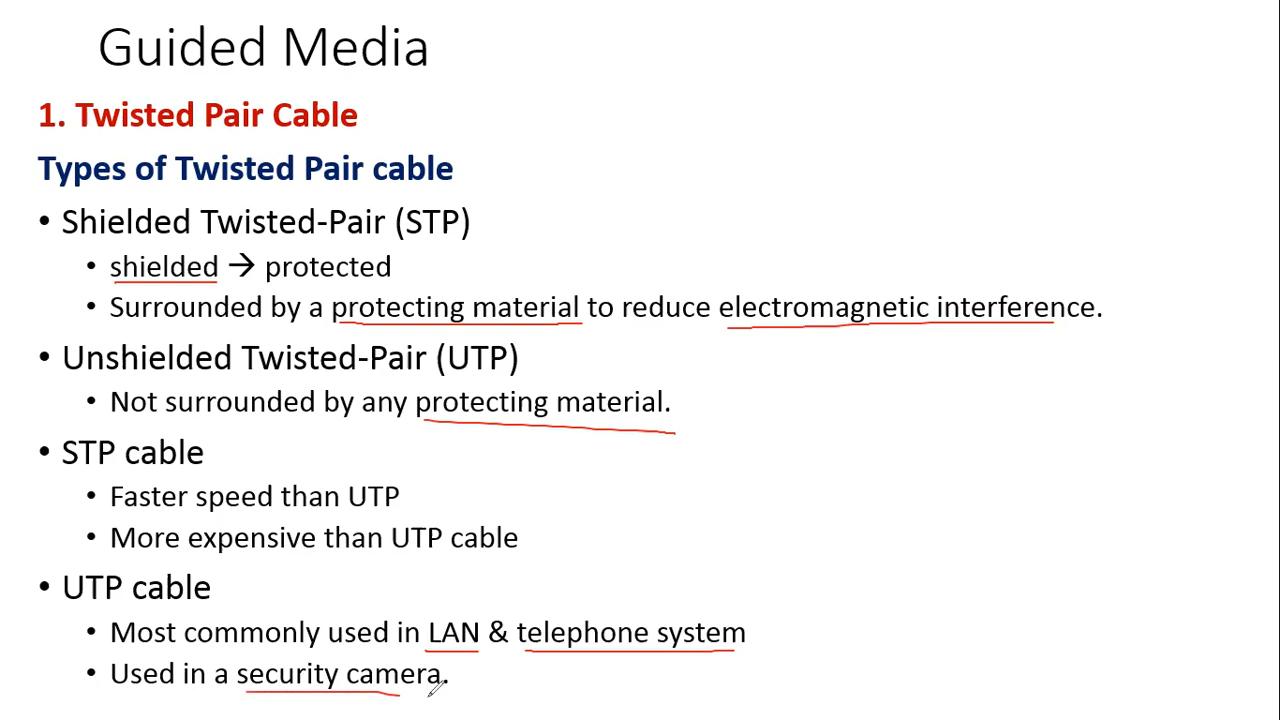 Guided Media
1. Twisted Pair Cable
Types of Twisted Pair cable
• Shielded Twisted-Pair (STP)
• shielded → protected
• Surrounded by a protecting material to reduce electromagnetic interference.
• Unshielded Twisted-Pair (UTP)
• Not surrounded by any protecting material.
• STP cable
• Faster speed than UTP
• More expensive than UTP cable
• UTP cable
• Most commonly used in LAN & telephone system
• Used in a security camera.